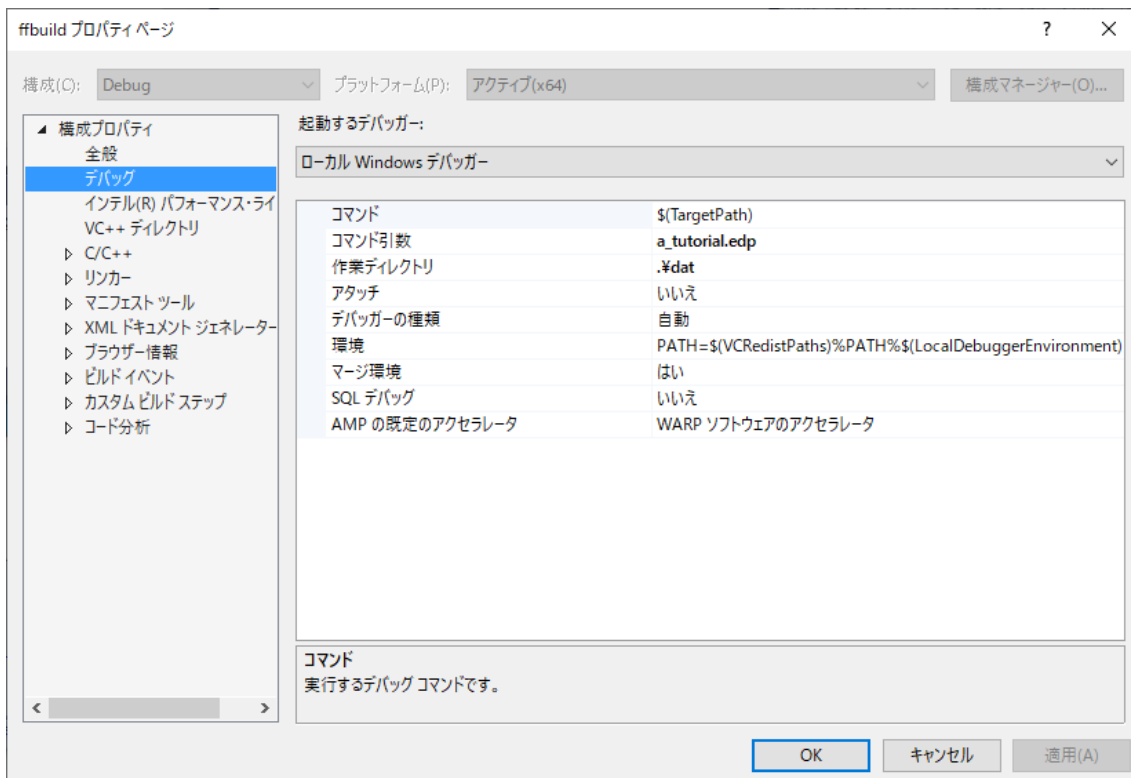 ffbuild プロパティ ページ
?
構成(C):
Debug
プラットフォーム(P):
アクティブ(x64)
構成マネージャー(O)...
構成プロパティ
全般
デバッグ
インテル(R) パフォーマンス・ライ
VC++ ディレクトリ
C/C++
リンカー
マニフェスト ツール
XML ドキュメント ジェネレーター
ブラウザー情報
ビルド イベント
カスタム ビルド ステップ
コード分析
起動するデバッガー:
ローカル Windows デバッガー
コマンド $(TargetPath)
コマンド引数 a_tutorial.edp
作業ディレクトリ .¥dat
アタッチ いいえ
デバッガーの種類 自動
環境 PATH=$(VCRedistPaths)%PATH%$(LocalDebuggerEnvironment)
マージ環境 はい
SQL デバッグ いいえ
AMP の既定のアクセラレータ WARP ソフトウェアのアクセラレータ
コマンド
実行するデバッグ コマンドです。
OK
キャンセル
適用(A)